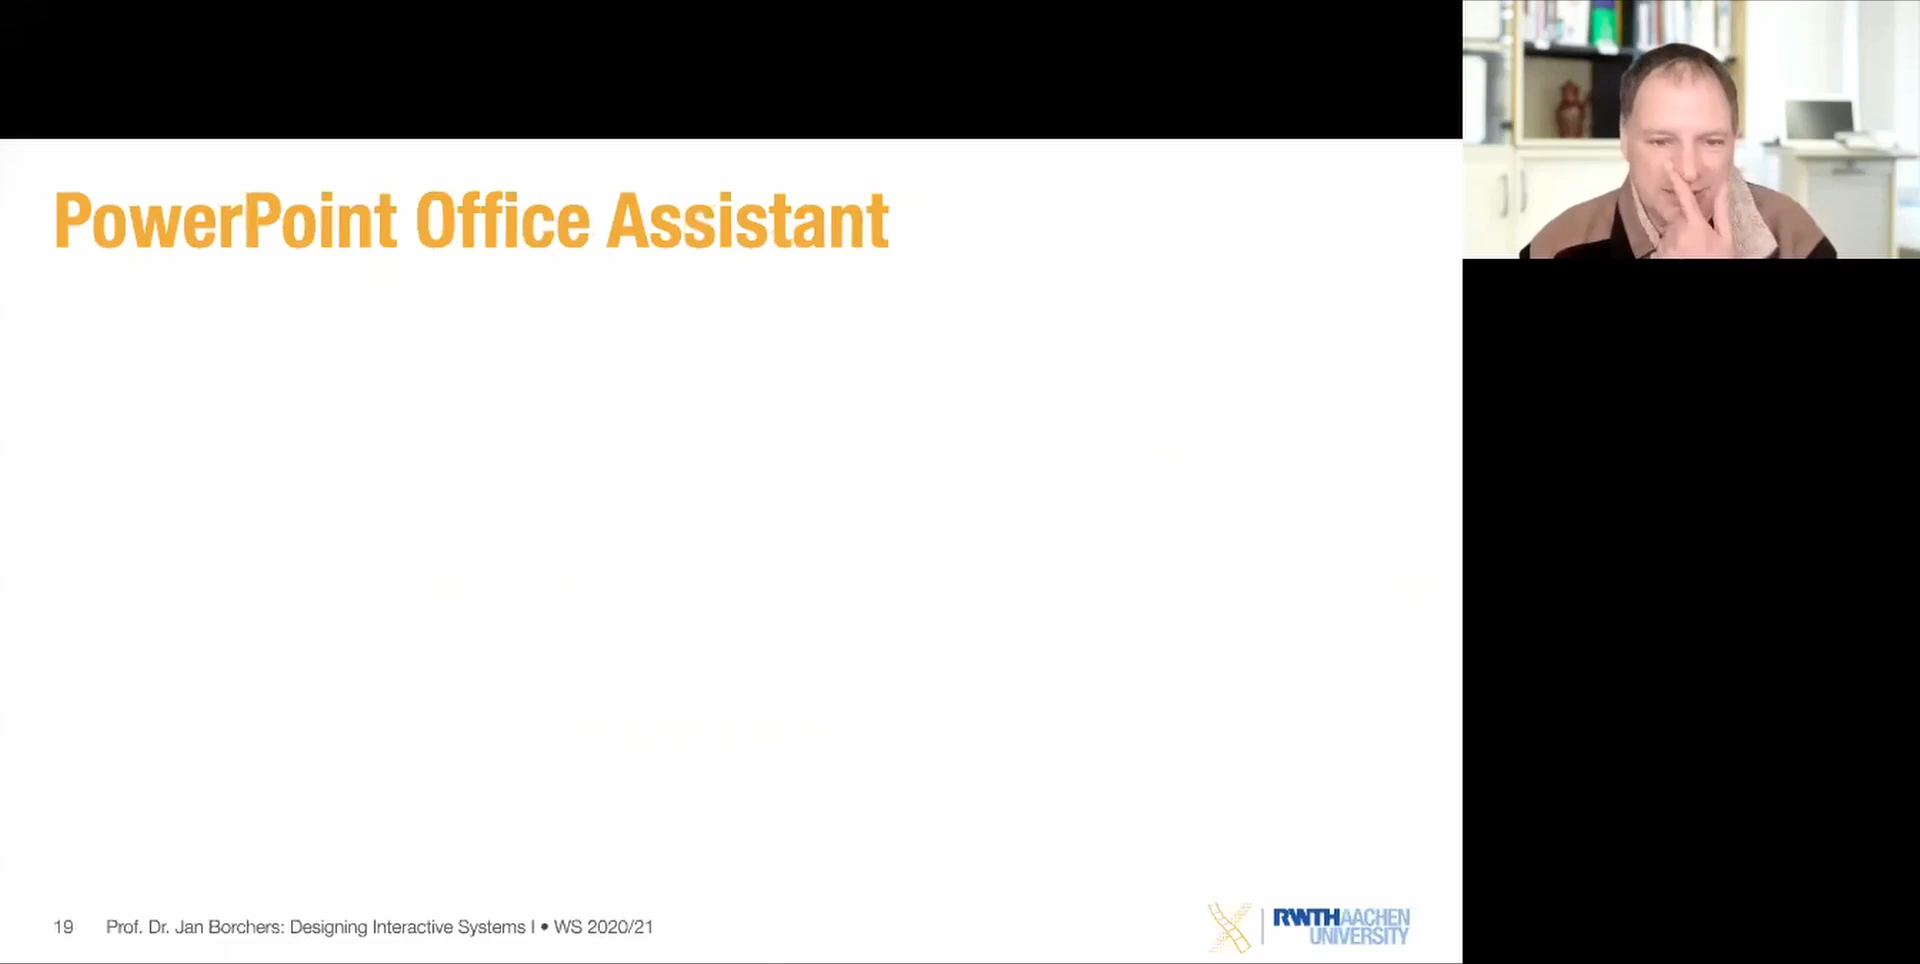 PowerPoint Office Assistant
19 Prof. Dr. Jan Borchers: Designing Interactive Systems I • WS 2020/21
RWTHAACHEN
UNIVERSITY